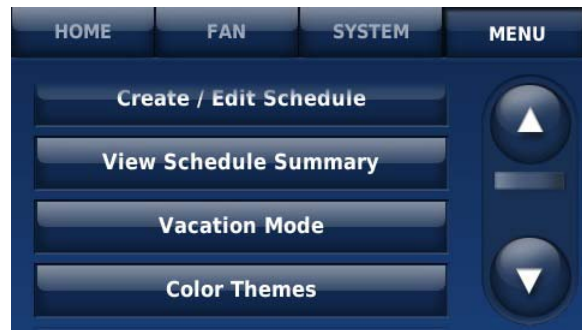 HOME FAN SYSTEM MENU
Create / Edit Schedule
View Schedule Summary
Vacation Mode
Color Themes